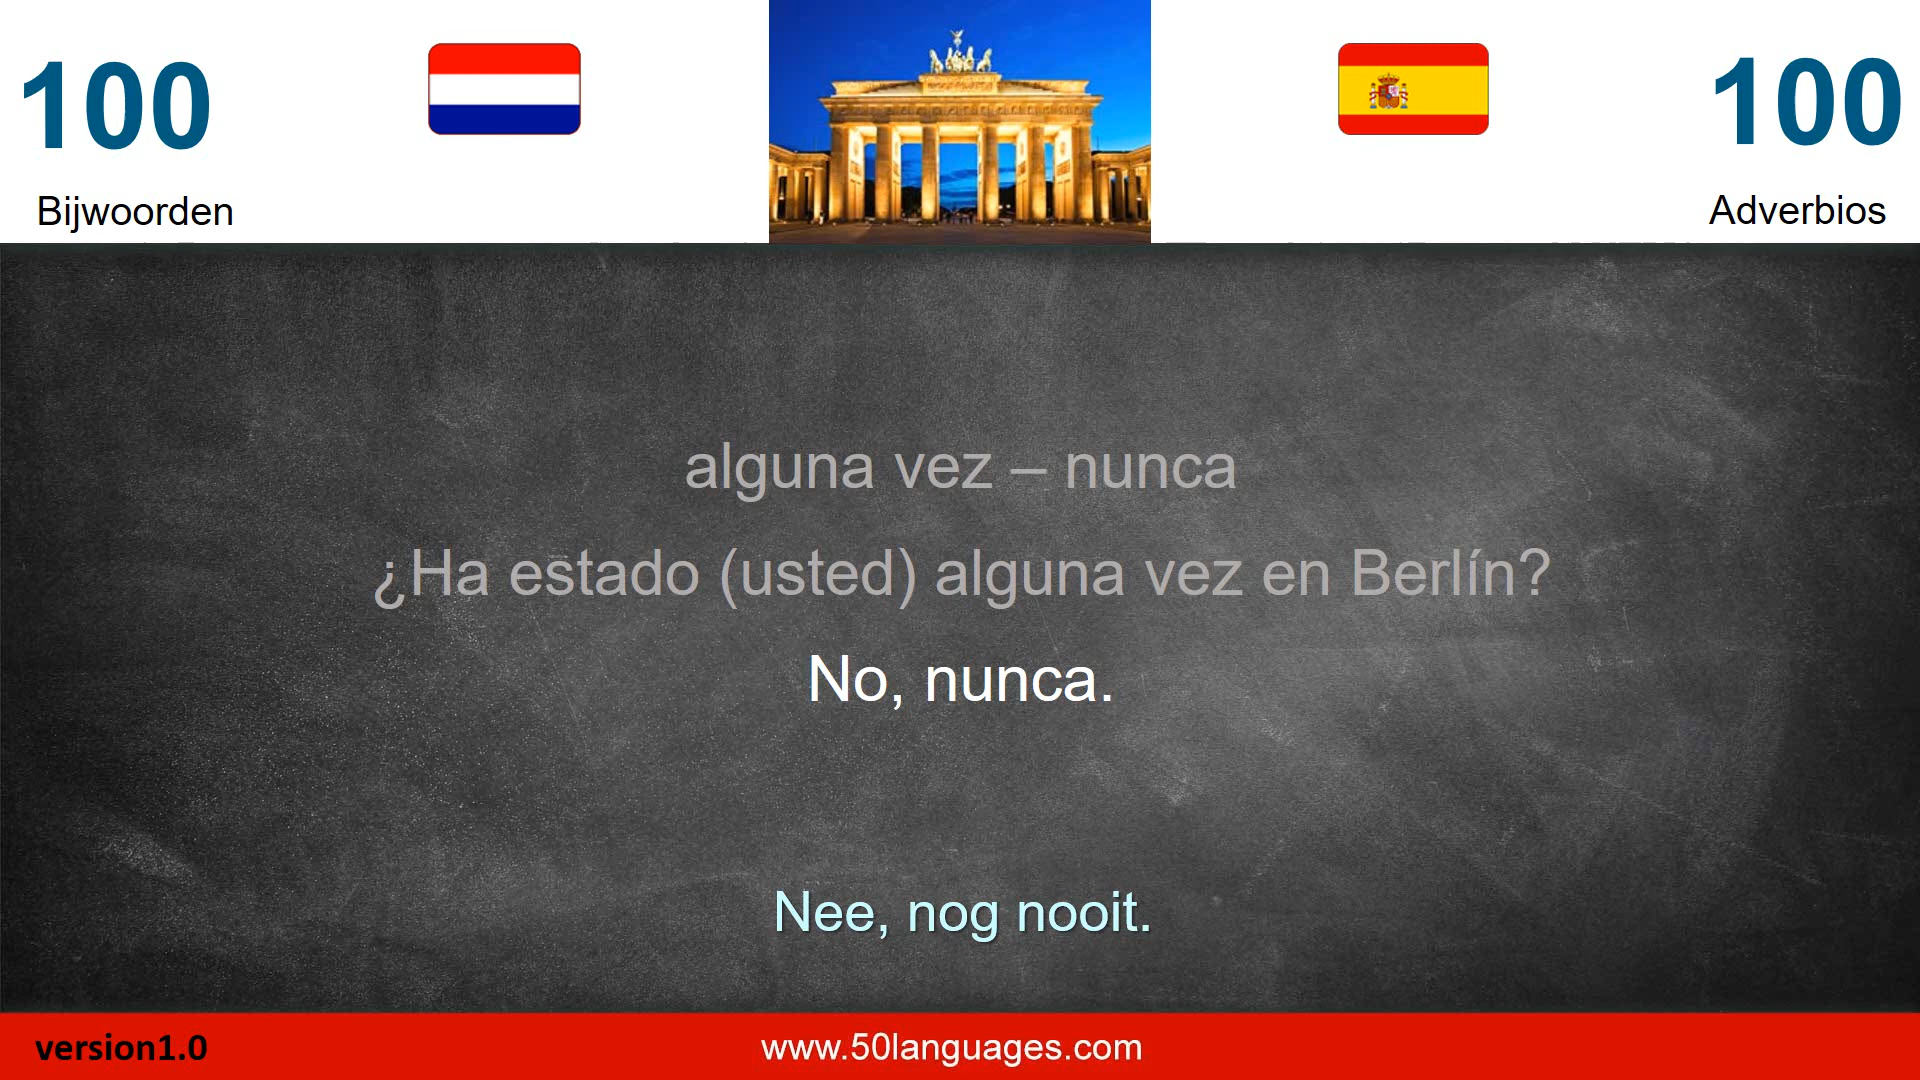 100
100
Bijwoorden
Adverbios
alguna vez – nunca
¿Ha estado (usted) alguna vez en Berlín?
No, nunca.
Nee, nog nooit.
version1.0
www.50languages.com